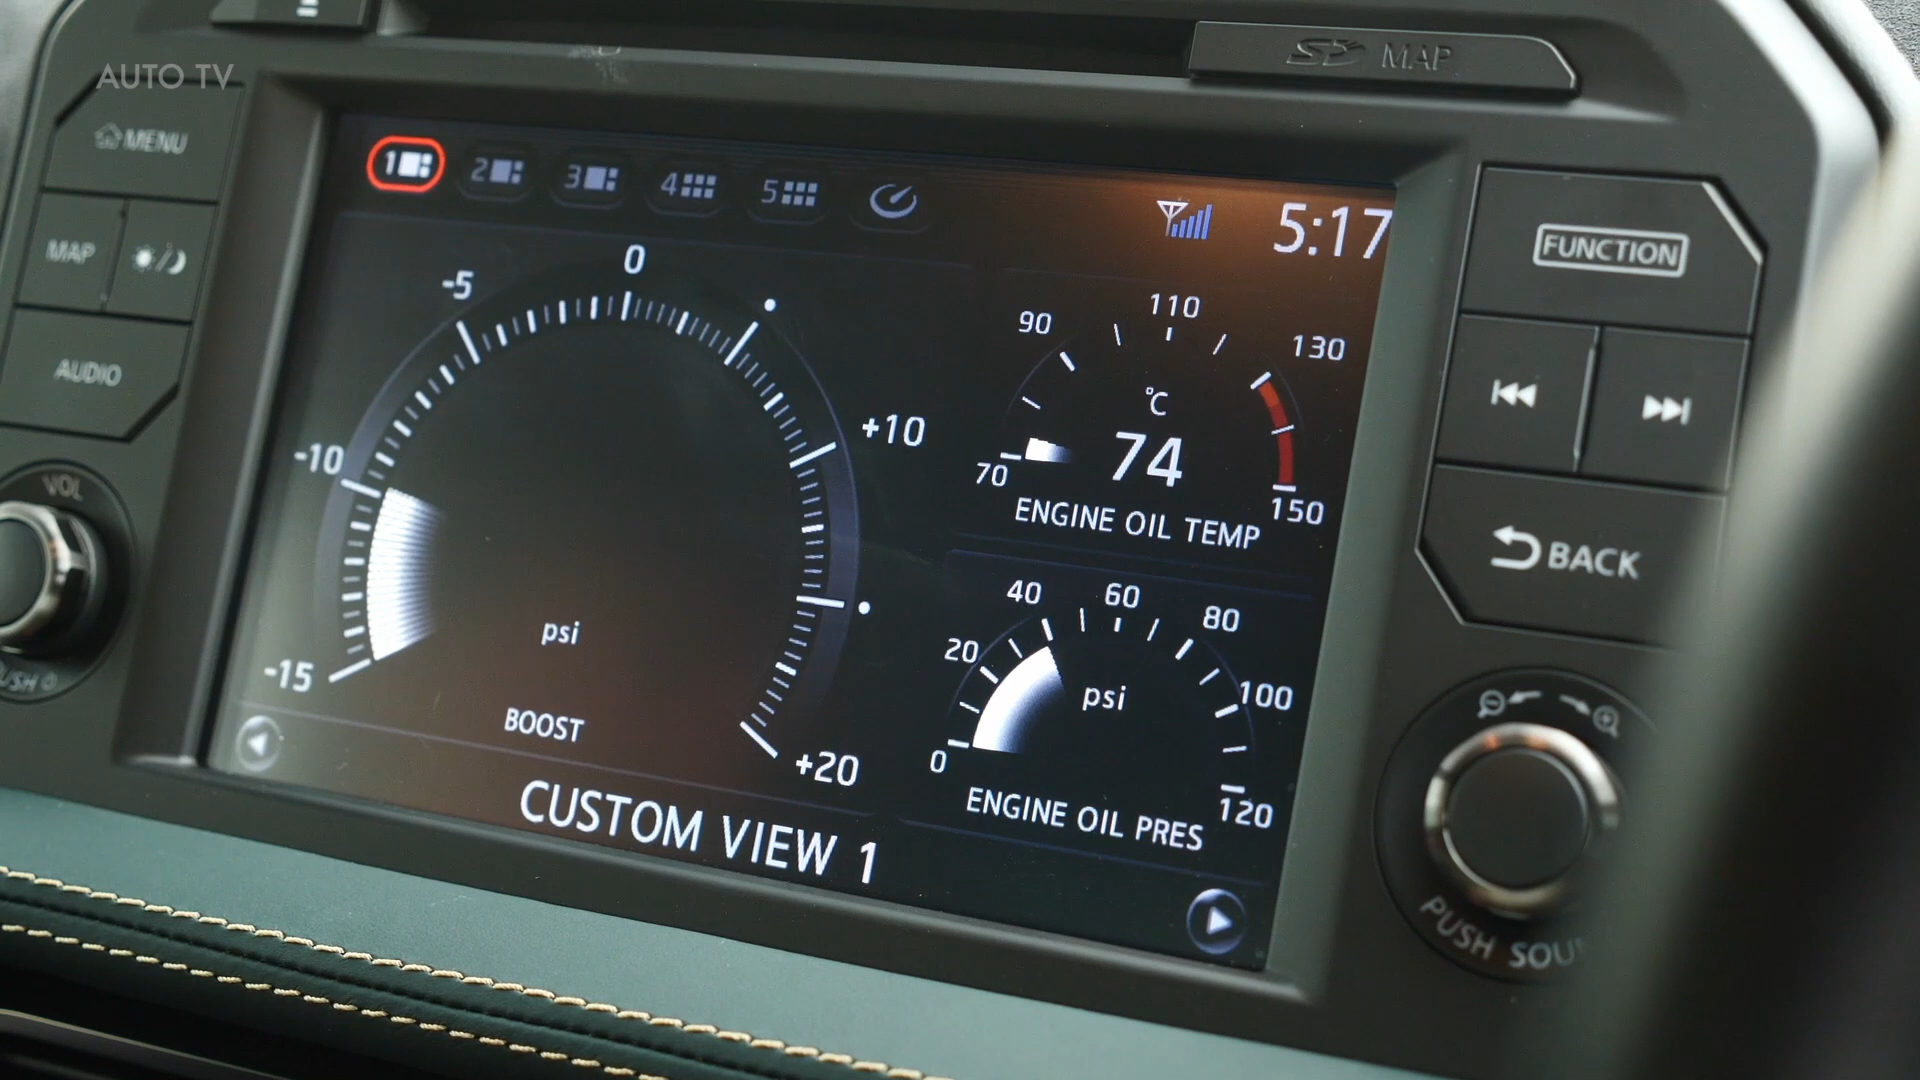 AUTO TV
SD MAP
MENU
MAP
AUDIO
VOL
PUSH
1
2
3
4
5
5:17
0
-5
-10
-15
+10
+20
psi
BOOST
90
110
130
70
150
°C
74
ENGINE OIL TEMP
40
60
80
20
100
0
120
psi
ENGINE OIL PRES
CUSTOM VIEW 1
FUNCTION
BACK
PUSH SOU